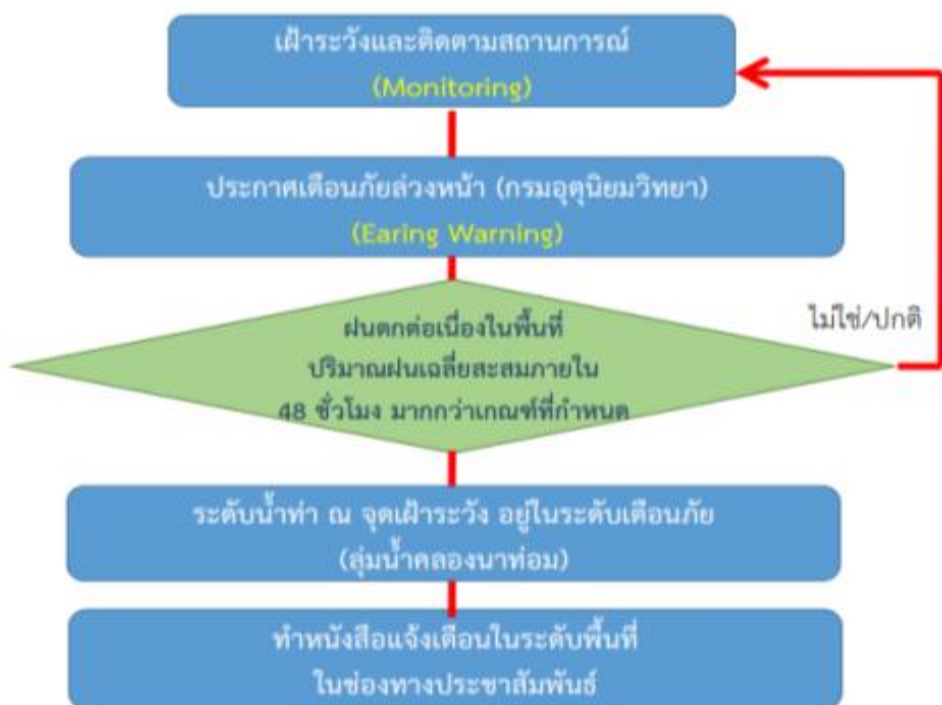 เฝ้าระวังและติดตามสถานการณ์
(Monitoring)
ประกาศเตือนภัยล่วงหน้า (กรมอุตุนิยมวิทยา)
(Earing Warning)
ฝนตกต่อเนื่องในพื้นที่
ปริมาณฝนเฉลี่ยสะสมภายใน
48 ชั่วโมง มากกว่าเกณฑ์ที่กำหนด
ไม่ใช่/ปกติ
ระดับน้ำท่า ณ จุดเฝ้าระวัง อยู่ในระดับเตือนภัย
(ลุ่มน้ำคลองนาท่อม)
ทำหนังสือแจ้งเตือนในระดับพื้นที่
ในช่องทางประชาสัมพันธ์